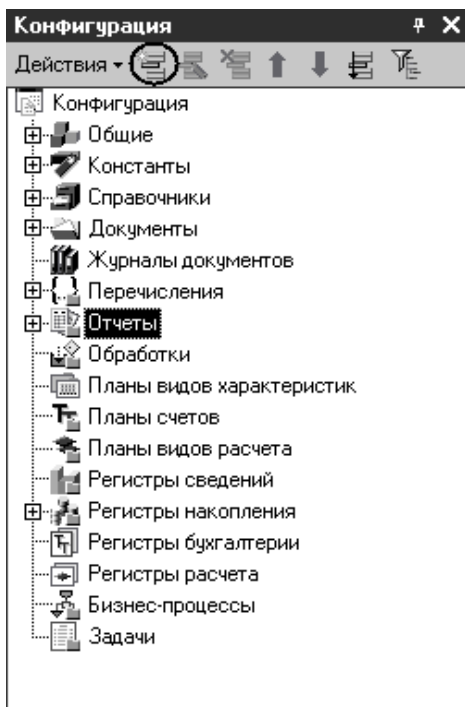 Конфигурация
Действия
Конфигурация
Общие
Константы
Справочники
Документы
Журналы документов
Перечисления
Отчеты
Обработки
Планы видов характеристик
Планы счетов
Планы видов расчета
Регистры сведений
Регистры накопления
Регистры бухгалтерии
Регистры расчета
Бизнес-процессы
Задачи